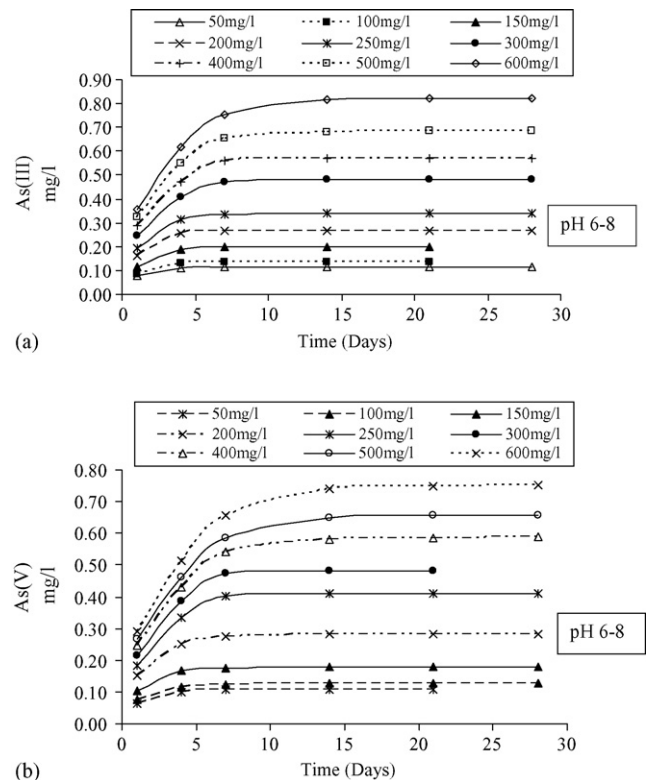 50mg/l 100mg/l 150mg/l
200mg/l 250mg/l 300mg/l
400mg/l 500mg/l 600mg/l
0.90
0.80
0.70
0.60
0.50
0.40
0.30
0.20
0.10
0.00
As(III)
mg/l
pH 6-8
0 5 10 15 20 25 30
Time (Days)
(a)
50mg/l 100mg/l 150mg/l
200mg/l 250mg/l 300mg/l
400mg/l 500mg/l 600mg/l
0.80
0.70
0.60
0.50
0.40
0.30
0.20
0.10
0.00
As(V)
mg/l
pH 6-8
0 5 10 15 20 25 30
Time (Days)
(b)